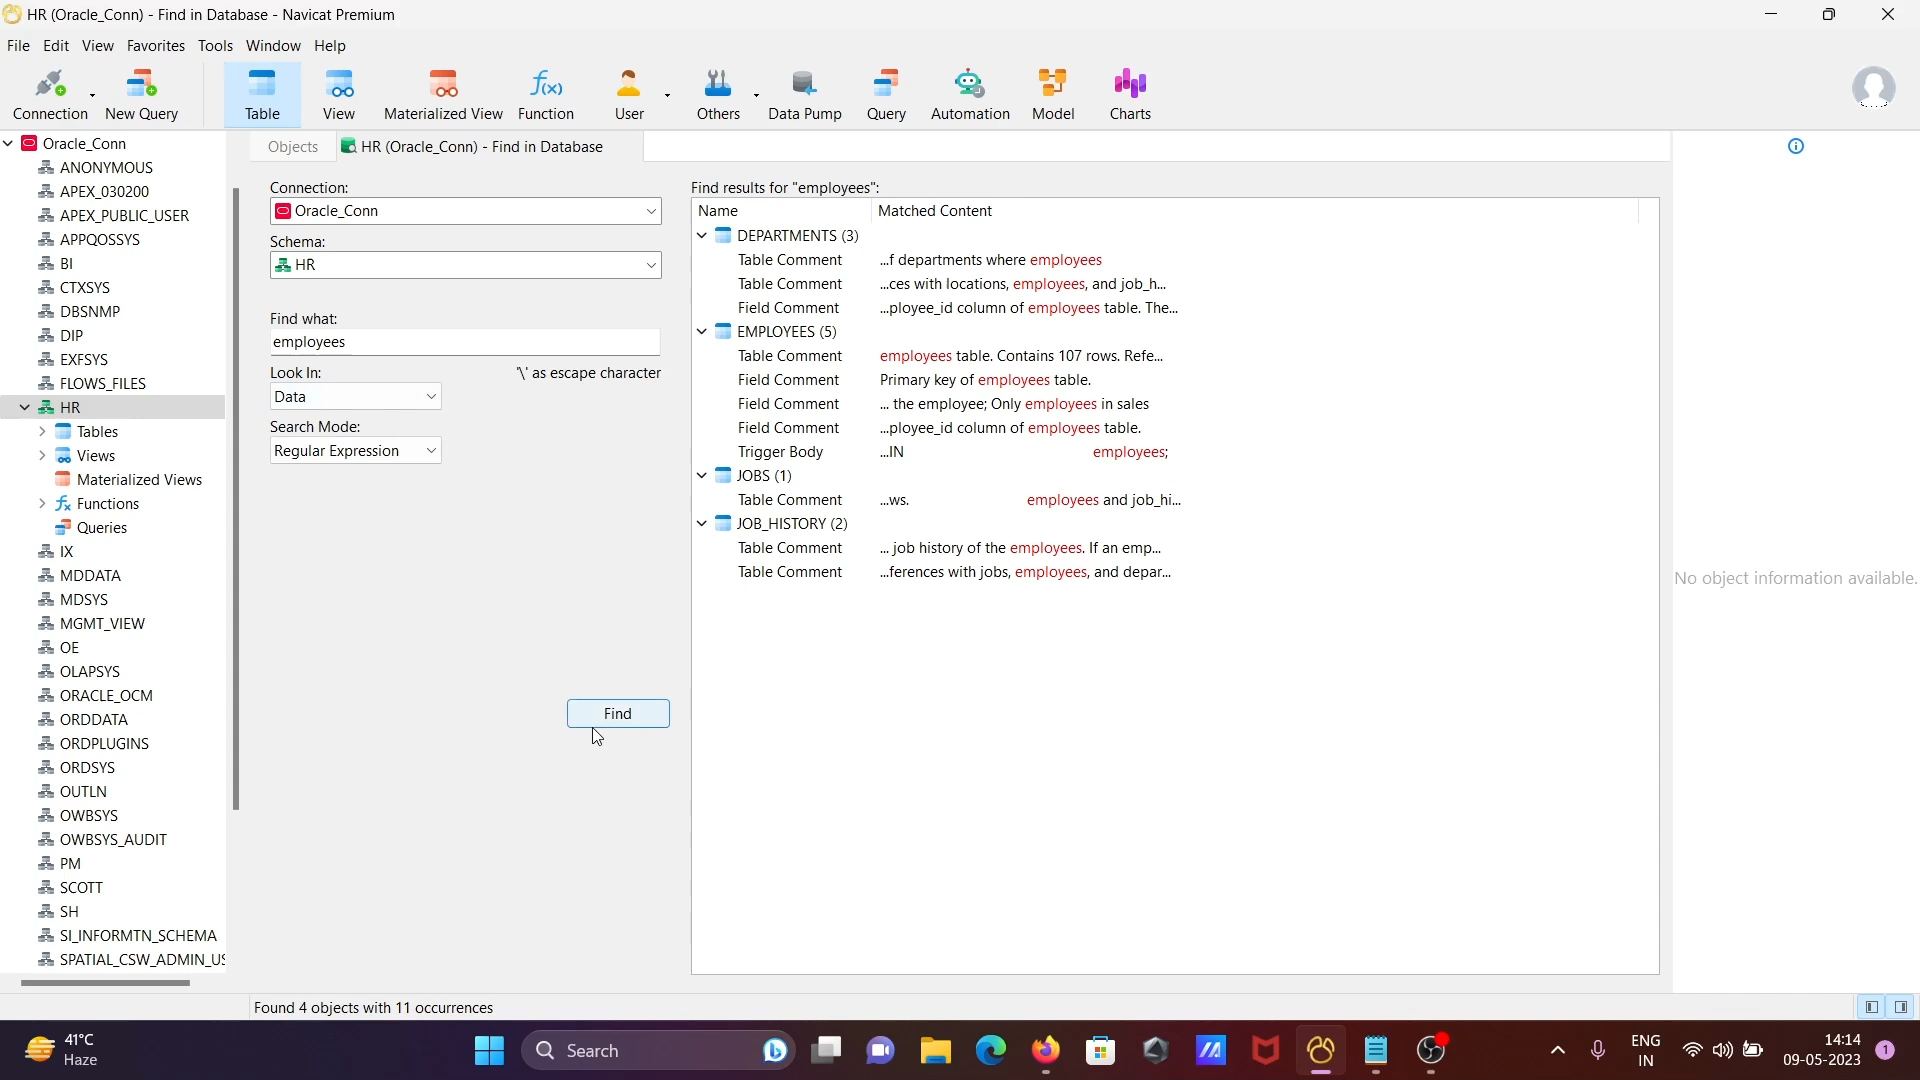 HR (Oracle_Conn) - Find in Database - Navicat Premium
File Edit View Favorites Tools Window Help
Connection New Query Table View Materialized View Function User Others Data Pump Query Automation Model Charts
Oracle_Conn
ANONYMOUS
APEX_030200
APEX_PUBLIC_USER
APPQOSSYS
BI
CTXSYS
DBSNMP
DIP
EXFSYS
FLOWS_FILES
HR
Tables
Views
Materialized Views
Functions
Queries
IX
MDDATA
MDSYS
MGMT_VIEW
OE
OLAPSYS
ORACLE_OCM
ORDDATA
ORDPLUGINS
ORDSYS
OUTLN
OWBSYS
OWBSYS_AUDIT
PM
SCOTT
SH
SI_INFORMTN_SCHEMA
SPATIAL_CSW_ADMIN_US
Objects HR (Oracle_Conn) - Find in Database
Connection:
Oracle_Conn
Schema:
HR
Find what:
employees
Look In: '\' as escape character
Data
Search Mode:
Regular Expression
Find
Find results for "employees":
Name Matched Content
DEPARTMENTS (3)
Table Comment ...f departments where employees
Table Comment ...ces with locations, employees, and job_h...
Field Comment ...ployee_id column of employees table. The...
EMPLOYEES (5)
Table Comment employees table. Contains 107 rows. Refe...
Field Comment Primary key of employees table.
Field Comment ... the employee; Only employees in sales
Field Comment ...ployee_id column of employees table.
Trigger Body ...IN employees;
JOBS (1)
Table Comment ...ws. employees and job_hi...
JOB_HISTORY (2)
Table Comment ... job history of the employees. If an emp...
Table Comment ...ferences with jobs, employees, and depar...
No object information available.
Found 4 objects with 11 occurrences
41°C
Haze
Search
ENG
IN
14:14
09-05-2023
1